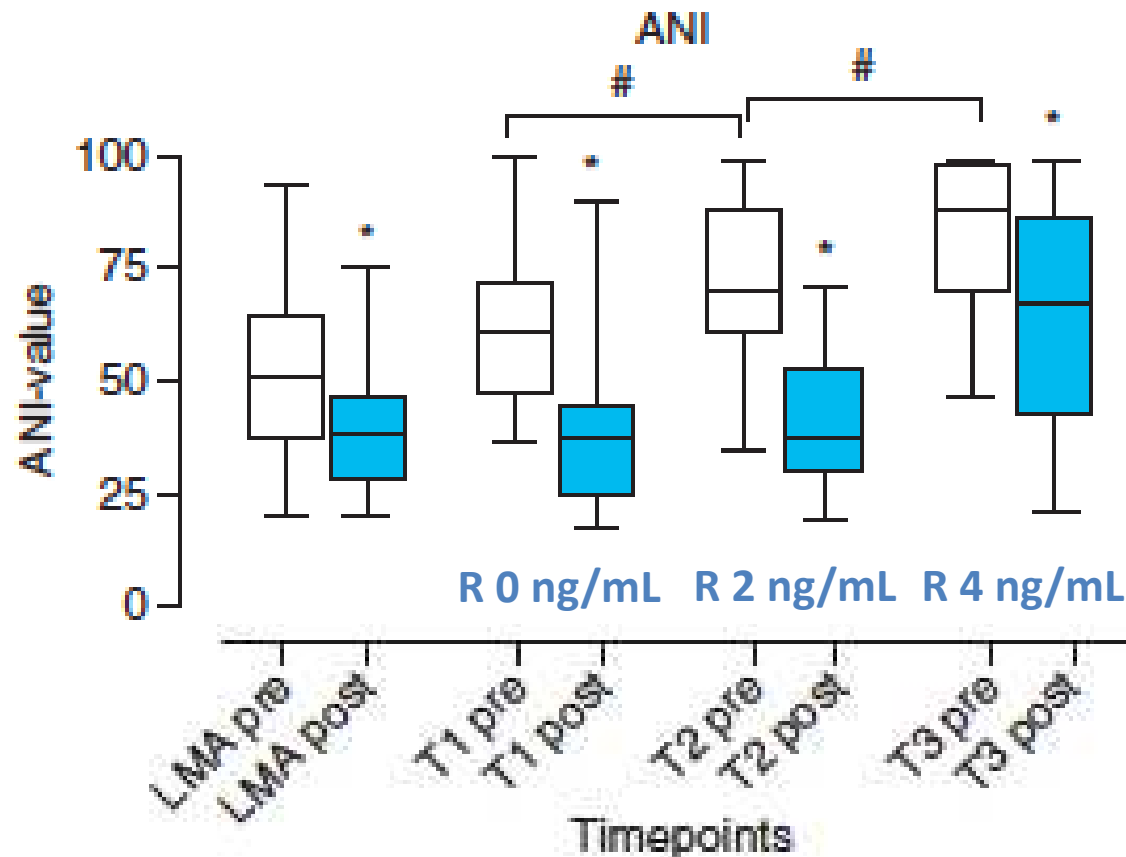 ANI
#
#
*
*
*
*
100
75
50
25
0
ANI-value
R 0 ng/mL R 2 ng/mL R 4 ng/mL
LMA pre
LMA post
T1 pre
T1 post
T2 pre
T2 post
T3 pre
T3 post
Timepoints